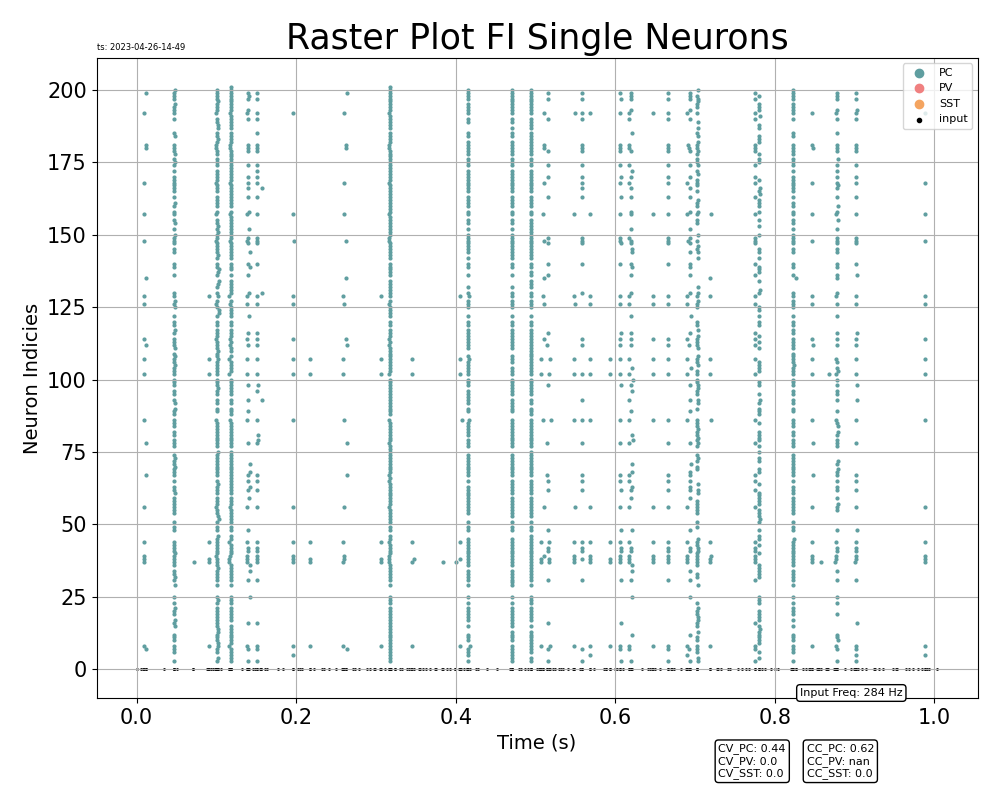 Raster Plot FI Single Neurons
ts: 2023-04-26-14-49
PC
PV
SST
input
Neuron Indicies
200
175
150
125
100
75
50
25
0
0.0 0.2 0.4 0.6 0.8 1.0
Input Freq: 284 Hz
Time (s)
CV_PC: 0.44
CV_PV: 0.0
CV_SST: 0.0
CC_PC: 0.62
CC_PV: nan
CC_SST: 0.0